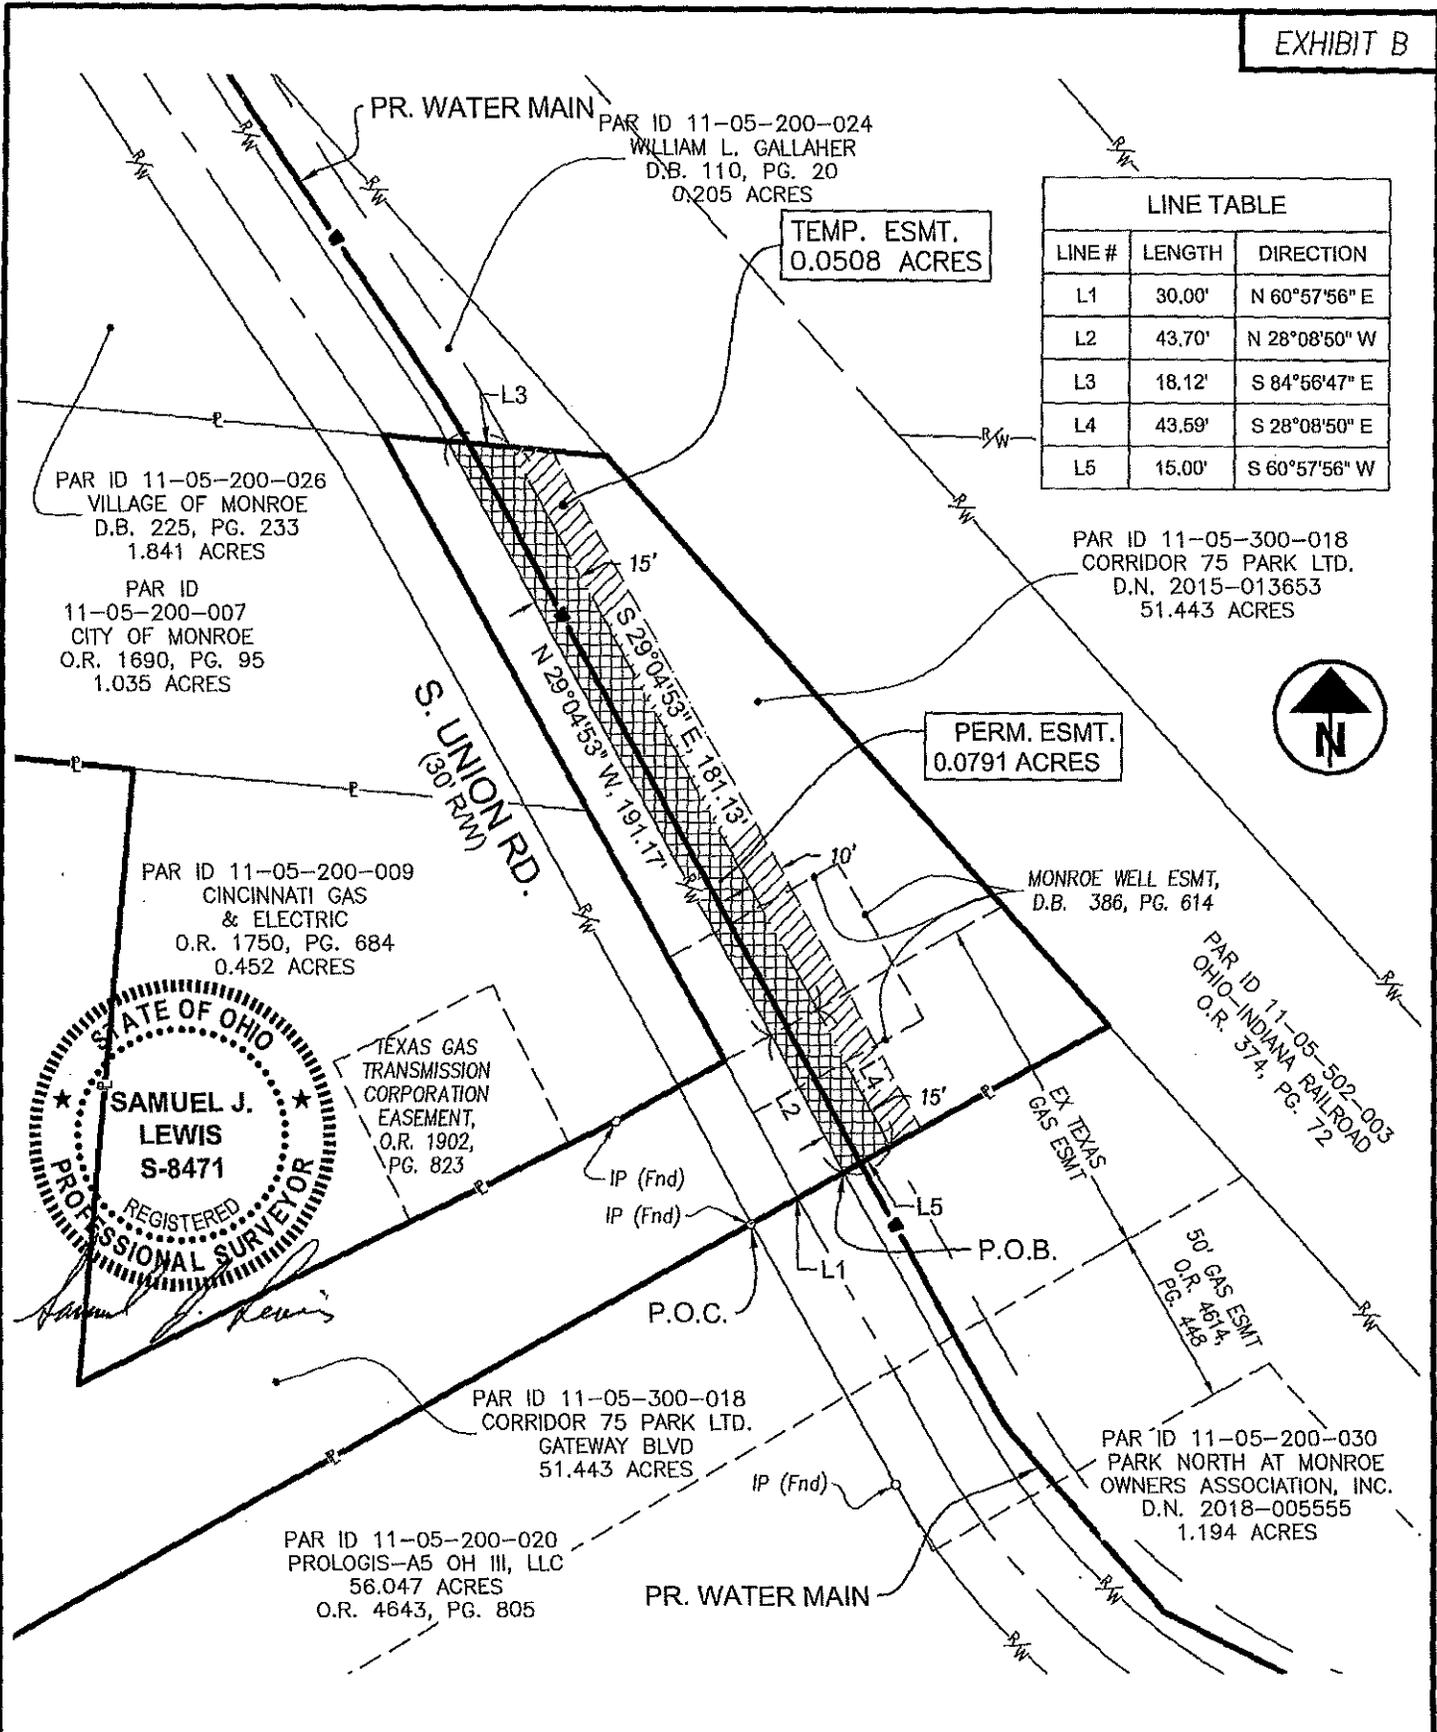 EXHIBIT B
PR. WATER MAIN
PAR ID 11-05-200-024
WILLIAM L. GALLAHER
D.B. 110, PG. 20
0.205 ACRES
TEMP. ESMT.
0.0508 ACRES
LINE TABLE
LINE # LENGTH DIRECTION
L1 30.00' N 60°57'56" E
L2 43.70' N 28°08'50" W
L3 18.12' S 84°56'47" E
L4 43.59' S 28°08'50" E
L5 15.00' S 60°57'56" W
R/W
R/W
R/W
R/W
R/W
R/W
L3
PAR ID 11-05-200-026
VILLAGE OF MONROE
D.B. 225, PG. 233
1.841 ACRES
PAR ID
11-05-200-007
CITY OF MONROE
O.R. 1690, PG. 95
1.035 ACRES
PAR ID 11-05-300-018
CORRIDOR 75 PARK LTD.
D.N. 2015-013653
51.443 ACRES
15'
S 29°04'53" E, 181.13'
N 29°04'53" W, 191.17'
S. UNION RD.
(30' R/W)
PERM. ESMT.
0.0791 ACRES
N
PAR ID 11-05-200-009
CINCINNATI GAS
& ELECTRIC
O.R. 1750, PG. 684
0.452 ACRES
10'
MONROE WELL ESMT,
D.B. 386, PG. 614
R/W
R/W
R/W
PAR ID 11-05-502-003
OHIO-INDIANA RAILROAD
O.R. 374, PG. 72
STATE OF OHIO
SAMUEL J.
LEWIS
S-8471
REGISTERED
PROFESSIONAL SURVEYOR
Samuel J. Lewis
TEXAS GAS
TRANSMISSION
CORPORATION
EASEMENT,
O.R. 1902,
PG. 823
L2
L4
15'
EX TEXAS
GAS ESMT
IP (Fnd)
IP (Fnd)
L5
P.O.B.
L1
P.O.C.
50' GAS ESMT
O.R. 4614,
PG. 448
R/W
PAR ID 11-05-300-018
CORRIDOR 75 PARK LTD.
GATEWAY BLVD
51.443 ACRES
IP (Fnd)
PAR ID 11-05-200-030
PARK NORTH AT MONROE
OWNERS ASSOCIATION, INC.
D.N. 2018-005555
1.194 ACRES
PAR ID 11-05-200-020
PROLOGIS-A5 OH III, LLC
56.047 ACRES
O.R. 4643, PG. 805
PR. WATER MAIN
R/W
R/W